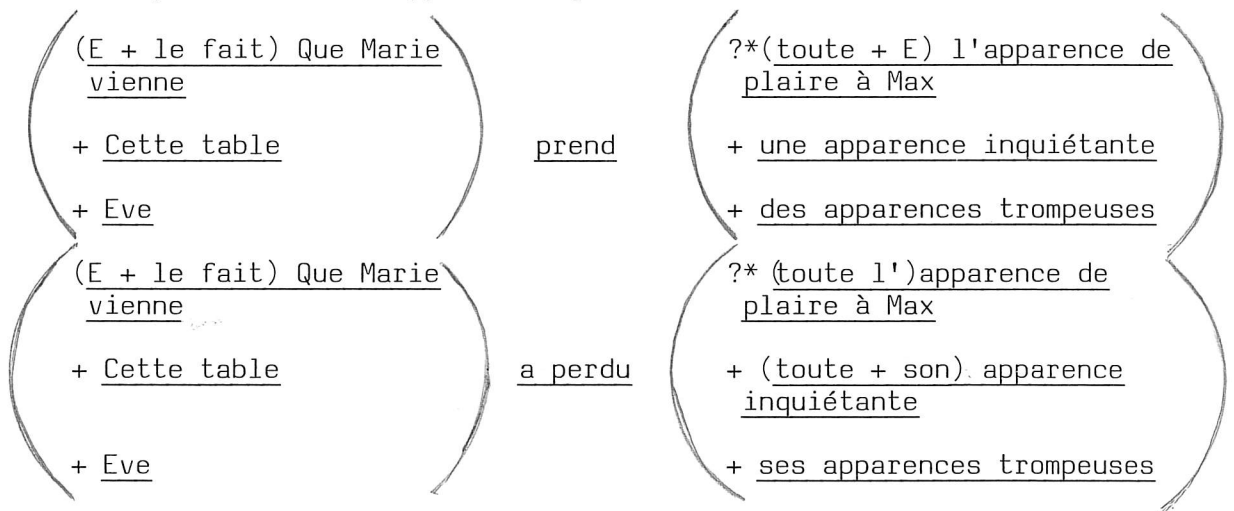 (E + le fait) Que Marie ?*(toute + E) l'apparence de
vienne plaire à Max
+ Cette table prend + une apparence inquiétante
+ Eve + des apparences trompeuses
(E + le fait) Que Marie ?* (toute l')apparence de
vienne plaire à Max
+ Cette table a perdu + (toute + son) apparence
inquiétante
+ Eve + ses apparences trompeuses